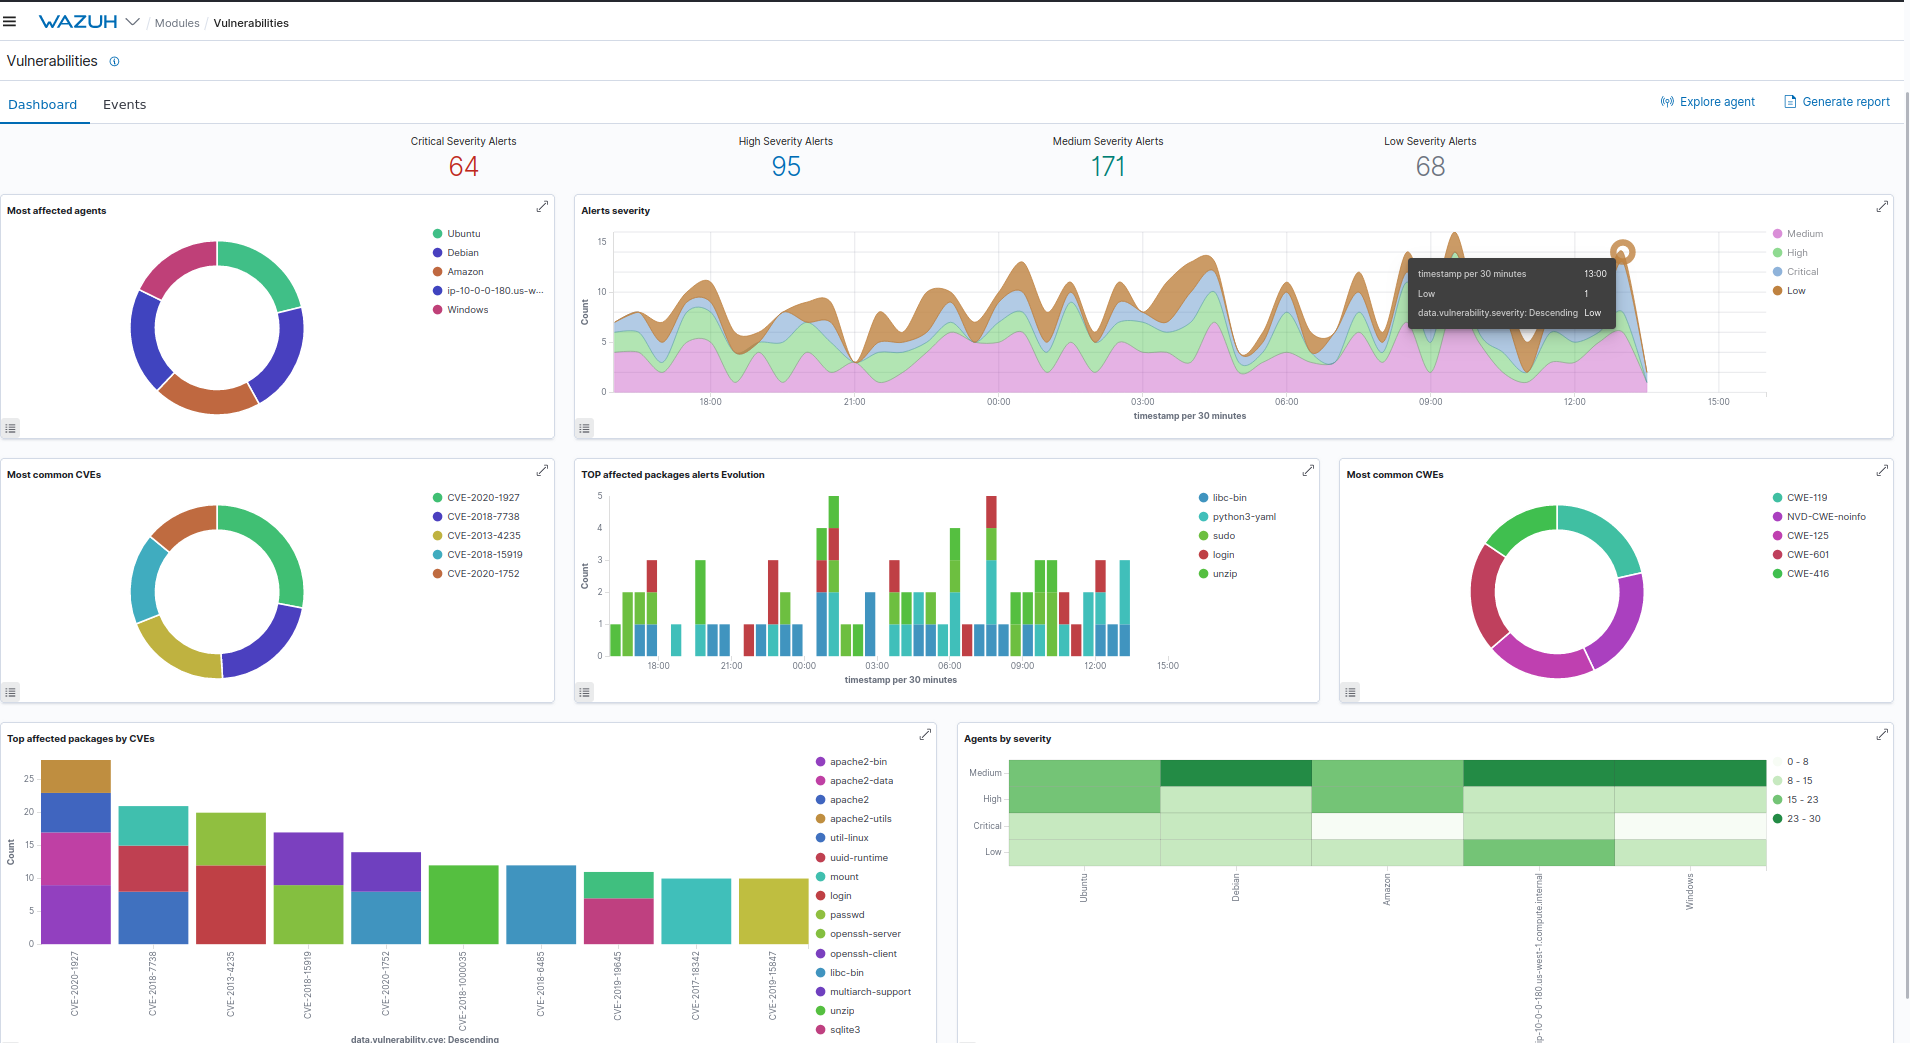 WAZUH / Modules / Vulnerabilities
Vulnerabilities
Dashboard Events
Explore agent Generate report
Critical Severity Alerts
64
High Severity Alerts
95
Medium Severity Alerts
171
Low Severity Alerts
68
Most affected agents
Ubuntu
Debian
Amazon
ip-10-0-0-180.us-w...
Windows
Alerts severity
15
10
5
0
Count
18:00 21:00 00:00 03:00 06:00 09:00 12:00 15:00
timestamp per 30 minutes
timestamp per 30 minutes 13:00
Low 1
data.vulnerability.severity: Descending Low
Medium
High
Critical
Low
Most common CVEs
CVE-2020-1927
CVE-2018-7738
CVE-2013-4235
CVE-2018-15919
CVE-2020-1752
TOP affected packages alerts Evolution
5
4
3
2
1
0
Count
18:00 21:00 00:00 03:00 06:00 09:00 12:00 15:00
timestamp per 30 minutes
libc-bin
python3-yaml
sudo
login
unzip
Most common CWEs
CWE-119
NVD-CWE-noinfo
CWE-125
CWE-601
CWE-416
Top affected packages by CVEs
25
20
15
10
5
0
Count
CVE-2020-1927
CVE-2018-7738
CVE-2013-4235
CVE-2018-15919
CVE-2020-1752
CVE-2018-1000035
CVE-2018-6485
CVE-2019-19645
CVE-2017-18342
CVE-2019-15847
data.vulnerability.cve: Descending
apache2-bin
apache2-data
apache2
apache2-utils
util-linux
uuid-runtime
mount
login
passwd
openssh-server
openssh-client
libc-bin
multiarch-support
unzip
sqlite3
Agents by severity
Medium
High
Critical
Low
Ubuntu
Debian
Amazon
ip-10-0-0-180.us-west-1.compute.internal
Windows
0 - 8
8 - 15
15 - 23
23 - 30